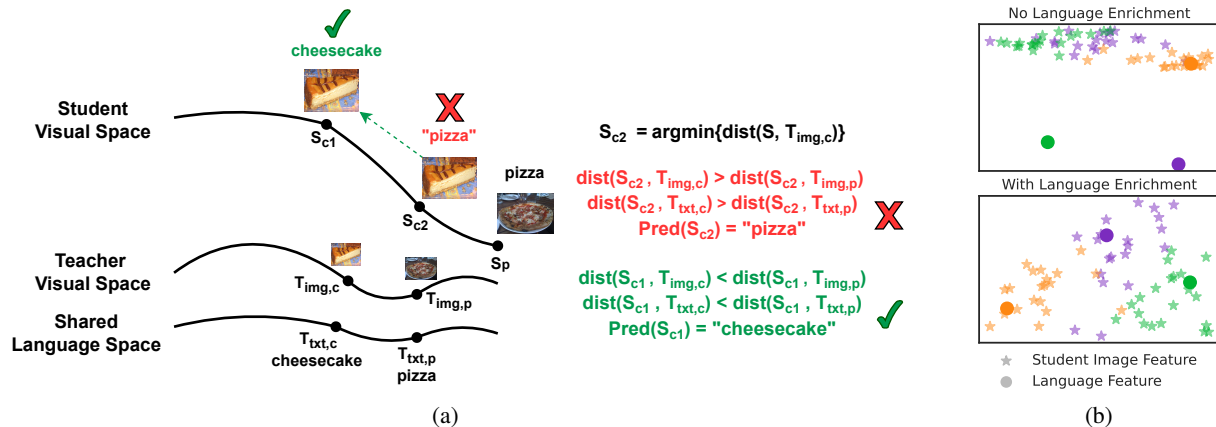 cheesecake
Student
Visual Space
S_c1
X
"pizza"
pizza
S_c2
S_p
Teacher
Visual Space
T_img,c
T_img,p
Shared
Language Space
T_txt,c
cheesecake
T_txt,p
pizza
S_c2 = argmin{dist(S, T_img,c)}
dist(S_c2 , T_img,c) > dist(S_c2 , T_img,p)
dist(S_c2 , T_txt,c) > dist(S_c2 , T_txt,p)
Pred(S_c2) = "pizza"
X
dist(S_c1 , T_img,c) < dist(S_c1 , T_img,p)
dist(S_c1 , T_txt,c) < dist(S_c1 , T_txt,p)
Pred(S_c1) = "cheesecake"
(a)
No Language Enrichment
With Language Enrichment
Student Image Feature
Language Feature
(b)